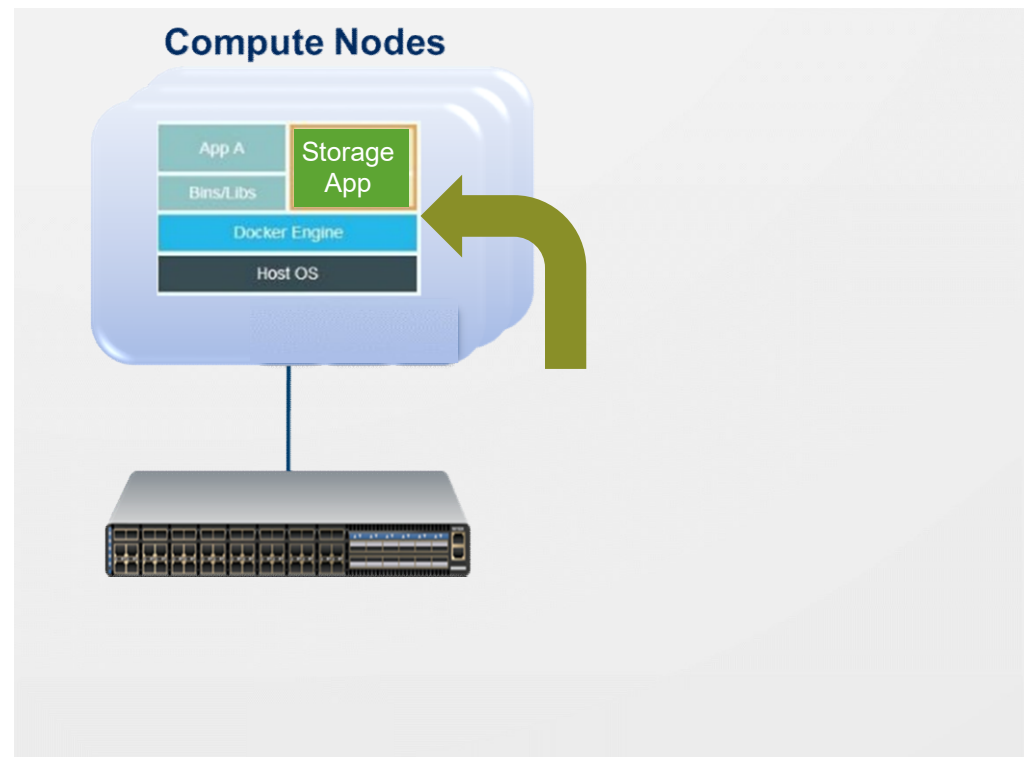 Compute Nodes
App A
Storage
App
Bins/Libs
Docker Engine
Host OS